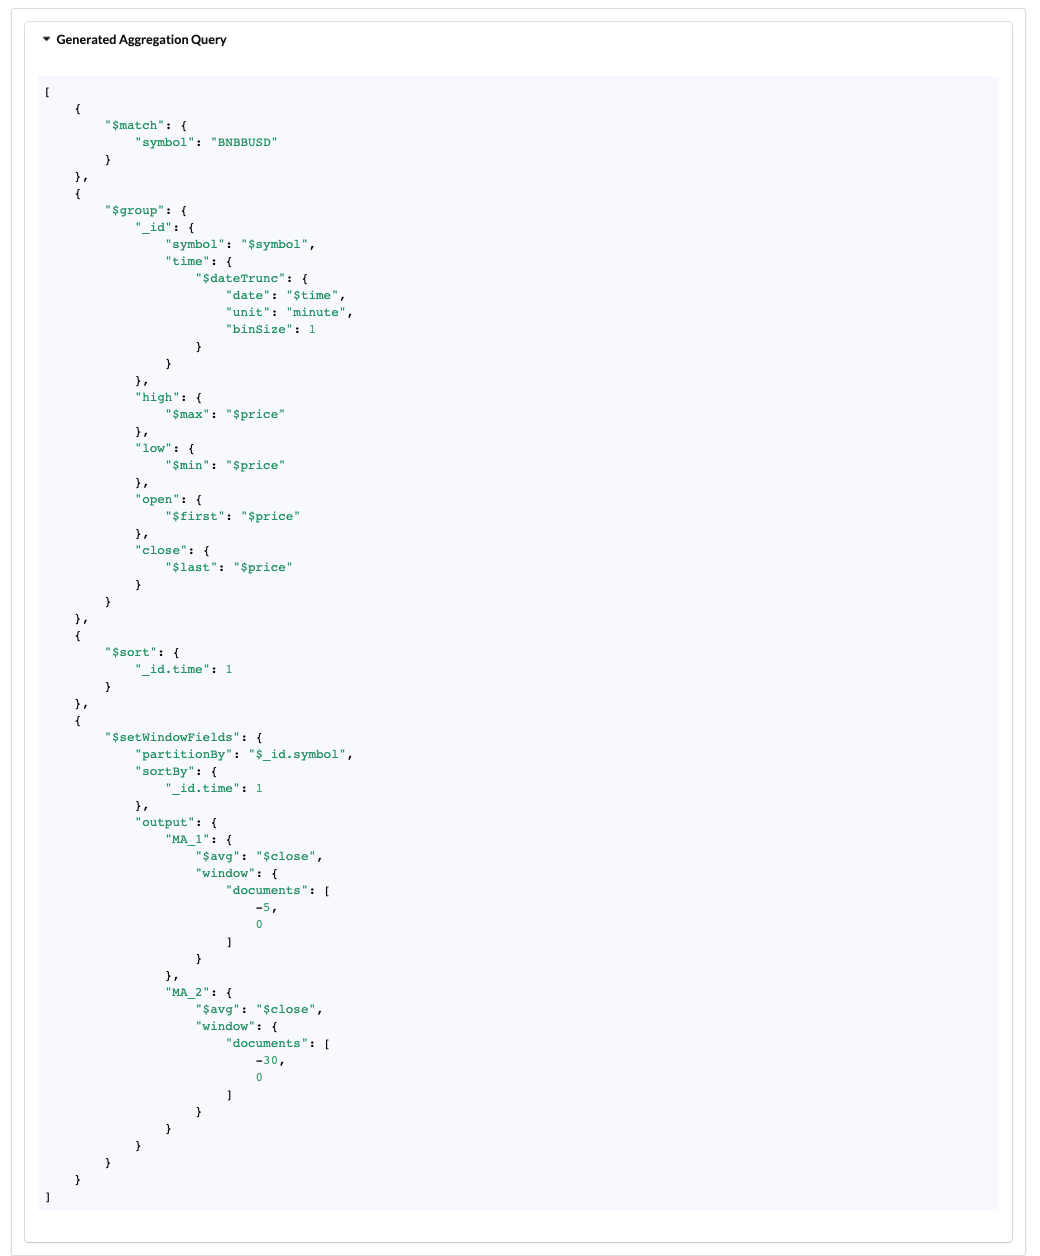 Generated Aggregation Query
[
    {
        "$match": {
            "symbol": "BNBBUSD"
        }
    },
    {
        "$group": {
            "_id": {
                "symbol": "$symbol",
                "time": {
                    "$dateTrunc": {
                        "date": "$time",
                        "unit": "minute",
                        "binSize": 1
                    }
                }
            },
            "high": {
                "$max": "$price"
            },
            "low": {
                "$min": "$price"
            },
            "open": {
                "$first": "$price"
            },
            "close": {
                "$last": "$price"
            }
        }
    },
    {
        "$sort": {
            "_id.time": 1
        }
    },
    {
        "$setWindowFields": {
            "partitionBy": "$_id.symbol",
            "sortBy": {
                "_id.time": 1
            },
            "output": {
                "MA_1": {
                    "$avg": "$close",
                    "window": {
                        "documents": [
                            -5,
                            0
                        ]
                    }
                },
                "MA_2": {
                    "$avg": "$close",
                    "window": {
                        "documents": [
                            -30,
                            0
                        ]
                    }
                }
            }
        }
    }
]